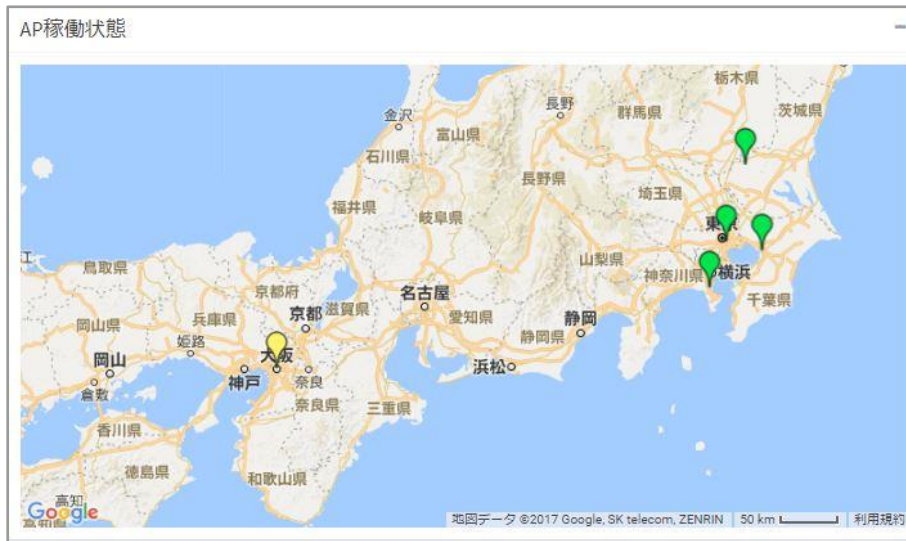 AP稼働状態
栃木県
長野
群馬県
茨城県
金沢
富山県
石川県
長野県
埼玉県
福井県
岐阜県
東京
山梨県
神奈川県
横浜
鳥取県
京都府
千葉県
名古屋
滋賀県
京都
兵庫県
愛知県
静岡
岡山県
静岡県
姫路
大阪
岡山
浜松
神戸
奈良
倉敷
奈良県
三重県
香川県
徳島県
和歌山県
高知
高知県
Google
地図データ ©2017 Google, SK telecom, ZENRIN
50 km
利用規約